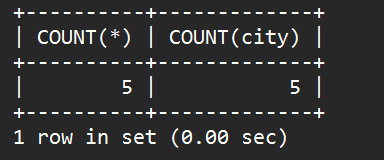 +----------+-------------+
| COUNT(*) | COUNT(city) |
+----------+-------------+
|        5 |           5 |
+----------+-------------+
1 row in set (0.00 sec)